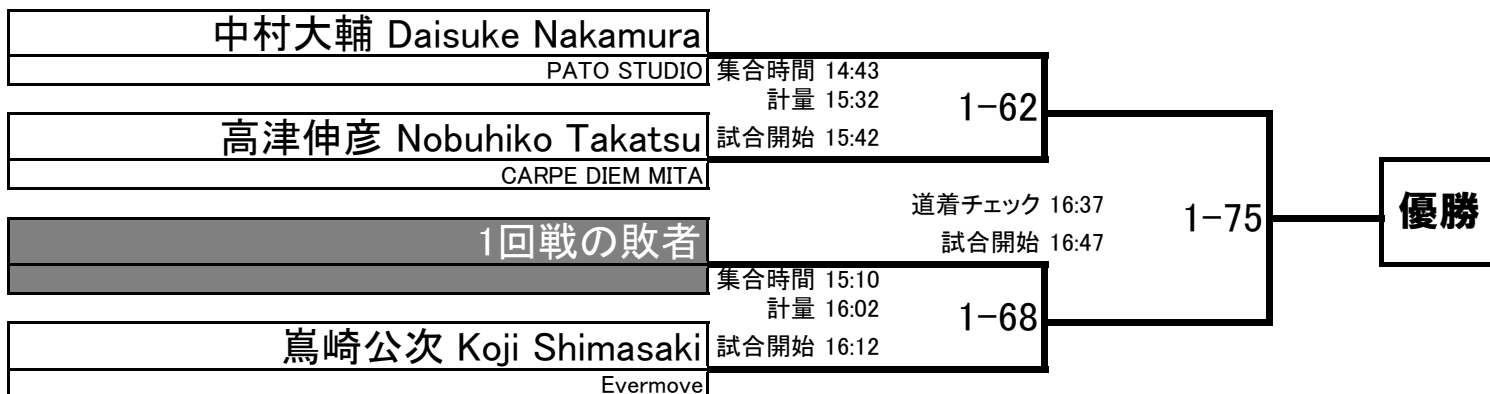 中村大輔 Daisuke Nakamura
PATO STUDIO
集合時間 14:43
計量 15:32
1-62
高津伸彦 Nobuhiko Takatsu
試合開始 15:42
CARPE DIEM MITA
道着チェック 16:37
1-75
優勝
1回戦の敗者
試合開始 16:47
集合時間 15:10
計量 16:02
1-68
嶌崎公次 Koji Shimasaki
試合開始 16:12
Evermove